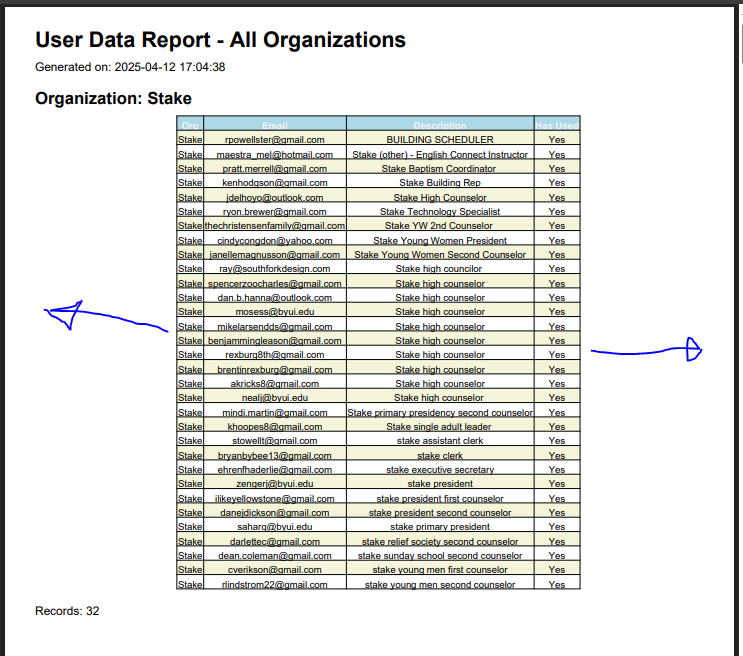 User Data Report - All Organizations
Generated on: 2025-04-12 17:04:38
Organization: Stake
Org Email Description Has Used
Stake rpowellster@gmail.com BUILDING SCHEDULER Yes
Stake maestra_mel@hotmail.com Stake (other) - English Connect Instructor Yes
Stake pratt.merrell@gmail.com Stake Baptism Coordinator Yes
Stake kenhodgson@gmail.com Stake Building Rep Yes
Stake jdelhoyo@outlook.com Stake High Counselor Yes
Stake ryon.brewer@gmail.com Stake Technology Specialist Yes
Stake thechristensenfamily@gmail.com Stake YW 2nd Counselor Yes
Stake cindycongdon@yahoo.com Stake Young Women President Yes
Stake janellemagnusson@gmail.com Stake Young Women Second Counselor Yes
Stake ray@southforkdesign.com Stake high councilor Yes
Stake spencerzoocharles@gmail.com Stake high counselor Yes
Stake dan.b.hanna@outlook.com Stake high counselor Yes
Stake mosess@byui.edu Stake high counselor Yes
Stake mikelarsendds@gmail.com Stake high counselor Yes
Stake benjammingleason@gmail.com Stake high counselor Yes
Stake rexburg8th@gmail.com Stake high counselor Yes
Stake brentinrexburg@gmail.com Stake high counselor Yes
Stake akricks8@gmail.com Stake high counselor Yes
Stake nealj@byui.edu Stake high counselor Yes
Stake mindi.martin@gmail.com Stake primary presidency second counselor Yes
Stake khoopes8@gmail.com Stake single adult leader Yes
Stake stowellt@gmail.com stake assistant clerk Yes
Stake bryanbybee13@gmail.com stake clerk Yes
Stake ehrenfhaderlie@gmail.com stake executive secretary Yes
Stake zengerj@byui.edu stake president Yes
Stake ilikeyellowstone@gmail.com stake president first counselor Yes
Stake danejdickson@gmail.com stake president second counselor Yes
Stake saharq@byui.edu stake primary president Yes
Stake darlettec@gmail.com stake relief society second counselor Yes
Stake dean.coleman@gmail.com stake sunday school second counselor Yes
Stake cverikson@gmail.com stake young men first counselor Yes
Stake rlindstrom22@gmail.com stake young men second counselor Yes
Records: 32